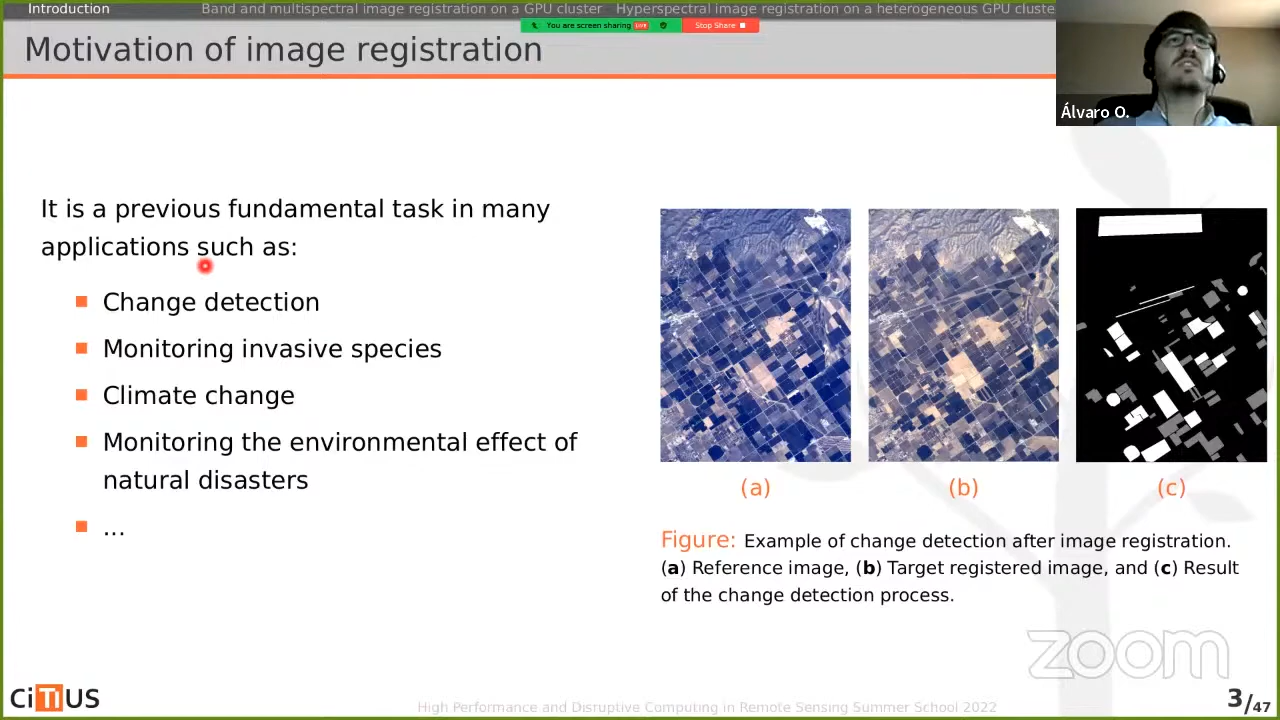 Introduction Band and multispectral image registration on a GPU cluster Hyperspectral image registration on a heterogeneous GPU cluste
You are screen sharing LIVE Stop Share
Motivation of image registration
Álvaro O.
It is a previous fundamental task in many
applications such as:
Change detection
Monitoring invasive species
Climate change
Monitoring the environmental effect of
natural disasters
...
(a) (b) (c)
Figure: Example of change detection after image registration.
(a) Reference image, (b) Target registered image, and (c) Result
of the change detection process.
zoom
CiTIUS
High Performance and Disruptive Computing in Remote Sensing Summer School 2022
3/47